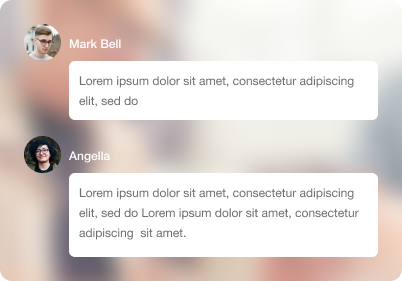 Mark Bell
Lorem ipsum dolor sit amet, consectetur adipiscing
elit, sed do
Angella
Lorem ipsum dolor sit amet, consectetur adipiscing
elit, sed do Lorem ipsum dolor sit amet, consectetur
adipiscing  sit amet.